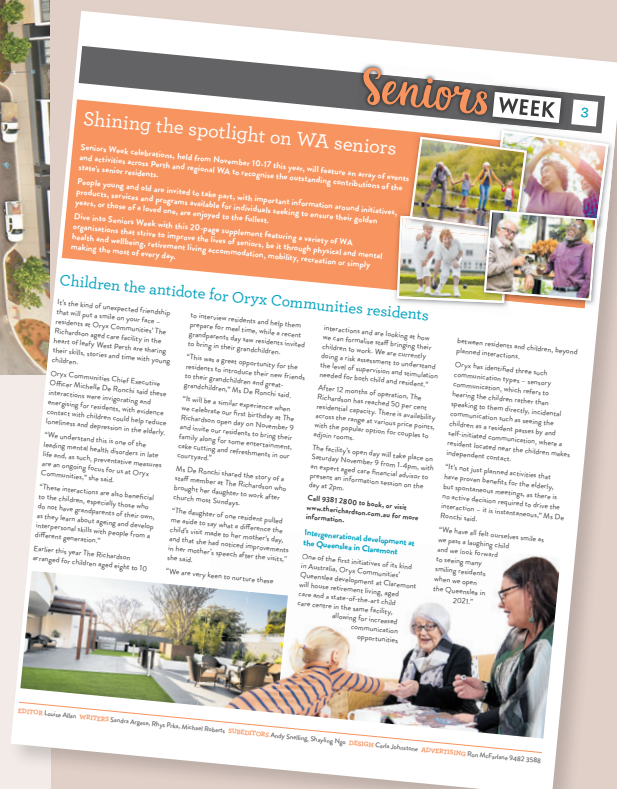 Seniors WEEK 3
Shining the spotlight on WA seniors
Seniors Week celebrations, held from November 10-17 this year, will feature an array of events
and activities across Perth and regional WA to recognise the outstanding contributions of the
state's senior residents.
People young and old are invited to take part, with important information around initiatives,
products, services and programs available for individuals seeking to ensure their golden
years, or those of a loved one, are enjoyed to the fullest.
Dive into Seniors Week with this 20-page supplement featuring a variety of WA
organisations that strive to improve the lives of seniors, be it through physical and mental
health and wellbeing, retirement living accommodation, mobility, recreation or simply
making the most of every day.
Children the antidote for Oryx Communities residents
It's the kind of unexpected friendship
that will put a smile on your face –
residents at Oryx Communities' The
Richardson aged care facility in the
heart of leafy West Perth are sharing
their skills, stories and time with young
children.
Oryx Communities Chief Executive
Officer Michelle De Ronchi said these
interactions were invigorating and
energising for residents, with evidence
contact with children could help reduce
loneliness and depression in the elderly.
"We understand this is one of the
leading mental health disorders in late
life and, as such, preventative measures
are an ongoing focus for us at Oryx
Communities," she said.
"These interactions are also beneficial
to the children, especially those who
do not have grandparents of their own,
as they learn about ageing and develop
interpersonal skills with people from a
different generation."
Earlier this year The Richardson
arranged for children aged eight to 10
to interview residents and help them
prepare for meal time, while a recent
grandparents day saw residents invited
to living in their grandchildren.
"This was a great opportunity for the
residents to introduce their new friends
to their grandchildren and great-
grandchildren," Ms De Ronchi said.
"It will be a similar experience when
we celebrate our first birthday at The
Richardson open day on November 9
and invite our residents to bring their
family along for some entertainment,
cake cutting and refreshments in our
courtyard."
Ms De Ronchi shared the story of a
staff member at The Richardson who
brought her daughter to work after
church most Sundays.
"The daughter of one resident pulled
me aside to say what a difference the
child's visit made to her mother's day,
and that she had noticed improvements
in her mother's speech after the visits,"
she said.
"We are very keen to nurture these
interactions and are looking at how
we can formalise staff bringing their
children to work. We are currently
doing a risk assessment to understand
the level of supervision and stimulation
needed for both child and resident."
After 12 months of operation, The
Richardson has reached 50 per cent
residential capacity. There is availability
across the range at various price points,
with the popular option for couples to
adjoin rooms.
The facility's open day will take place on
Saturday November 9 from 1-4pm, with
an expert aged care financial advisor to
present an information session on the
day at 2pm.
Call 9381 2800 to book, or visit
www.therichardson.com.au for more
information.
Intergenerational development at
the Queenslea in Claremont
One of the first initiatives of its kind
in Australia, Oryx Communities'
Queenslea development at Claremont
will house retirement living, aged
care and a state-of-the-art child
care centre in the same facility,
allowing for increased
communication
opportunities
between residents and children, beyond
planned interactions.
Oryx has identified three such
communication types – sensory
communication, which refers to
hearing the children rather than
speaking to them directly, incidental
communication such as seeing the
children as a resident passes by and
self-initiated communication, where a
resident located near the children makes
independent contact.
"It's not just planned activities that
have proven benefits for the elderly,
but spontaneous meetings, as there is
no active decision required to drive the
interaction – it is instantaneous," Ms De
Ronchi said.
"We have all felt ourselves smile as
we pass a laughing child
and we look forward
to seeing many
smiling residents
when we open
the Queenslea in
2021."
EDITOR Louise Allan WRITERS Sandra Argese, Rhys Prka, Michael Roberts SUBEDITORS Andy Snelling, Shayling Ngo DESIGN Carla Johnstone ADVERTISING Ron McFarlane 9482 3588